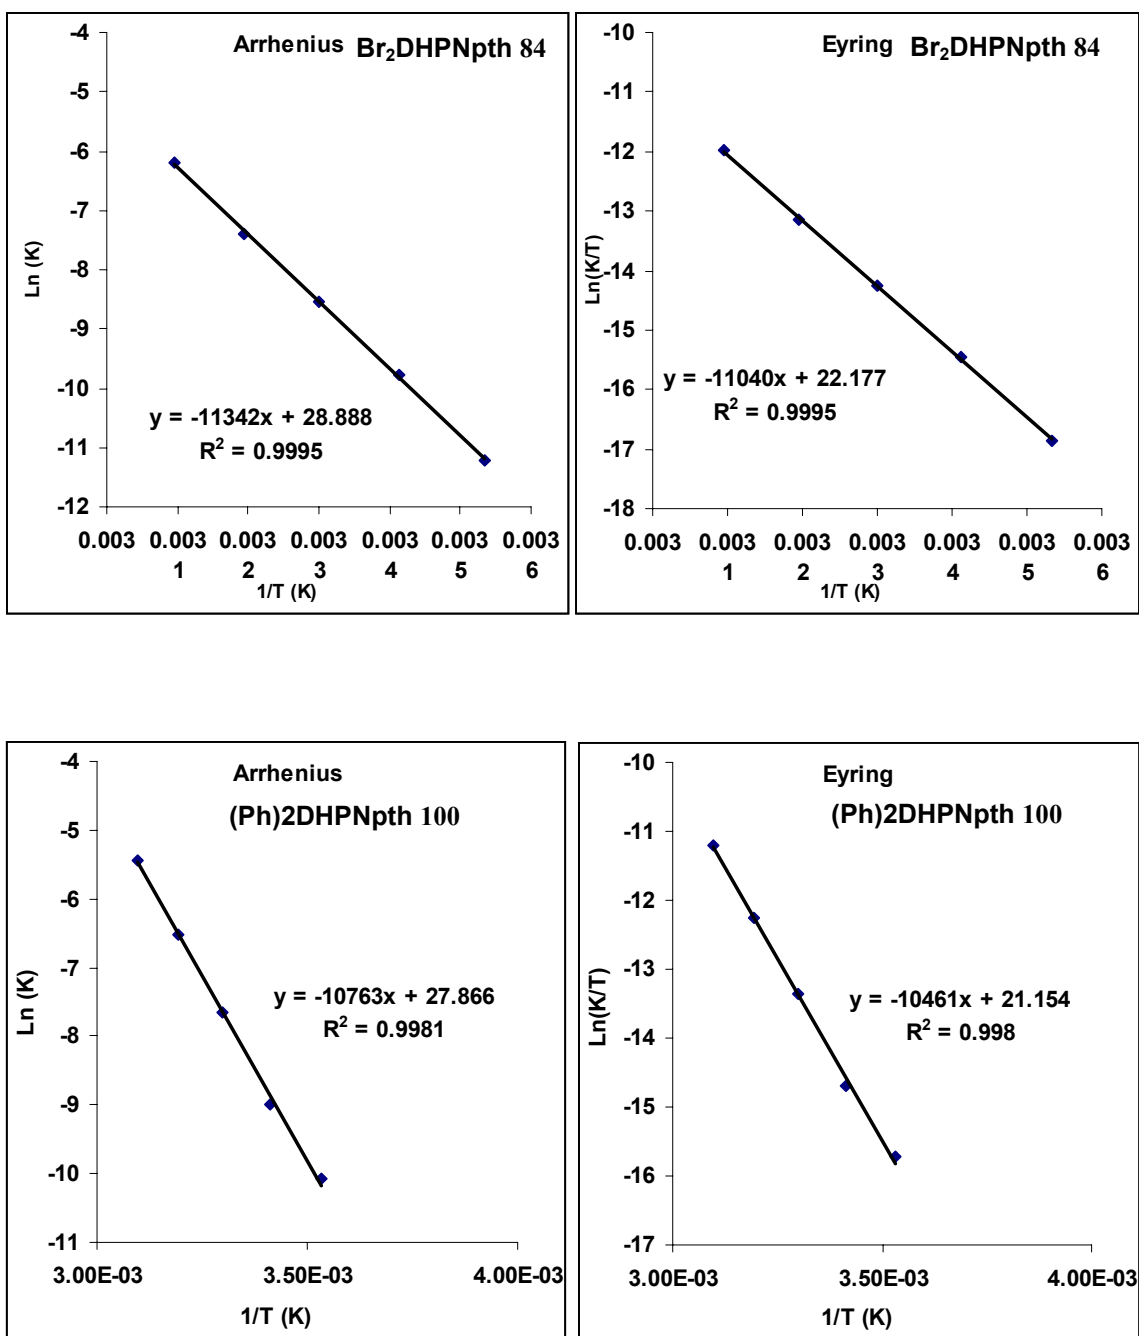 Arrhenius Br₂DHPNpth 84
-4
-5
-6
-7
-8
-9
-10
-11
-12
Ln (K)
y = -11342x + 28.888
R² = 0.9995
0.003 0.003 0.003 0.003 0.003 0.003 0.003
1 2 3 4 5 6
1/T (K)
Eyring Br₂DHPNpth 84
-10
-11
-12
-13
-14
-15
-16
-17
-18
Ln(K/T)
y = -11040x + 22.177
R² = 0.9995
0.003 0.003 0.003 0.003 0.003 0.003 0.003
1 2 3 4 5 6
1/T (K)
Arrhenius
(Ph)2DHPNpth 100
-4
-5
-6
-7
-8
-9
-10
-11
Ln (K)
y = -10763x + 27.866
R² = 0.9981
3.00E-03 3.50E-03 4.00E-03
1/T (K)
Eyring
(Ph)2DHPNpth 100
-10
-11
-12
-13
-14
-15
-16
-17
Ln(K/T)
y = -10461x + 21.154
R² = 0.998
3.00E-03 3.50E-03 4.00E-03
1/T (K)